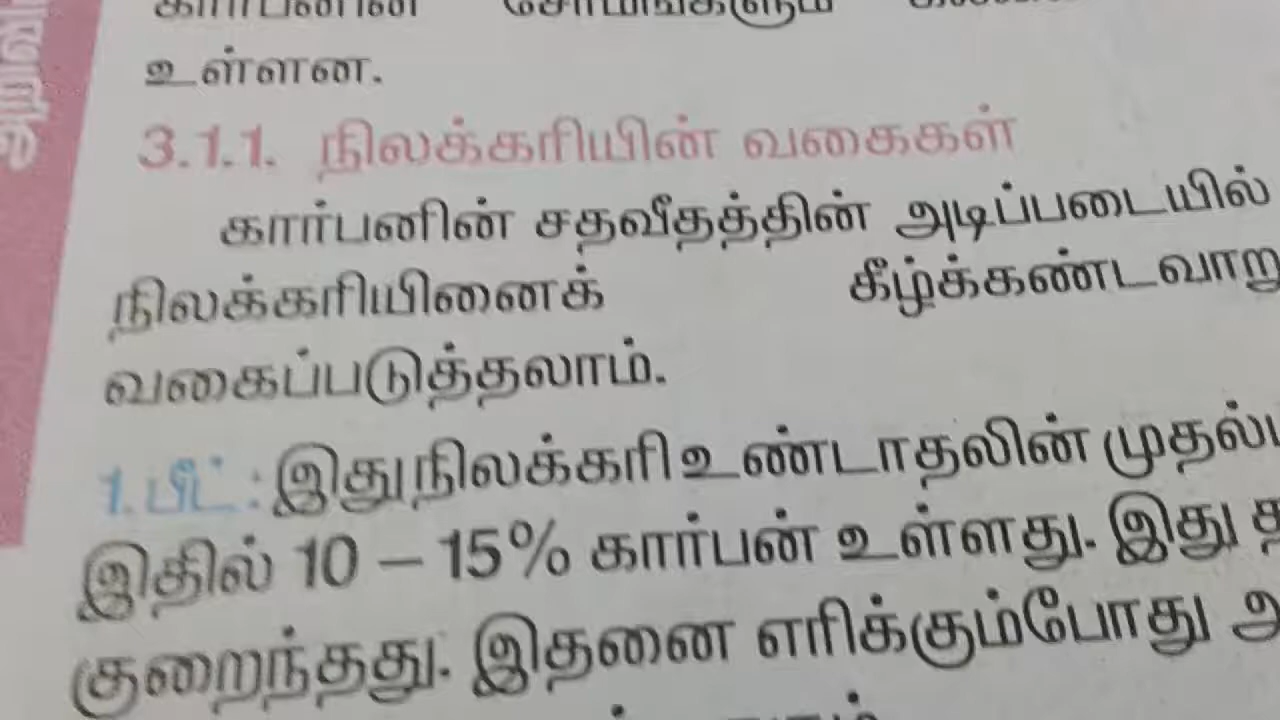 உள்ளன.
3.1.1. நிலக்கரியின் வகைகள்
கார்பனின் சதவீதத்தின் அடிப்படையில்
நிலக்கரியினைக் கீழ்க்கண்டவாறு
வகைப்படுத்தலாம்.
1. பீட் : இது நிலக்கரி உண்டாதலின்
இதில் 10 – 15% கார்பன் உள்ளது. இது
குறைந்தது. இதனை எரிக்கும்போது